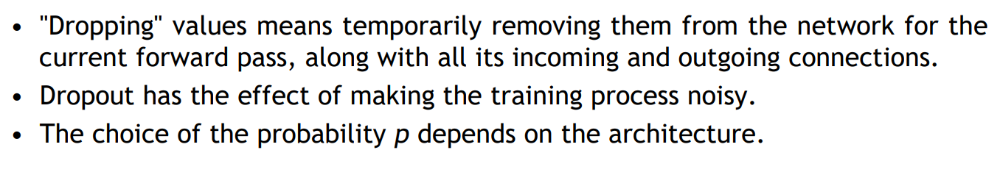 • "Dropping" values means temporarily removing them from the network for the
current forward pass, along with all its incoming and outgoing connections.
• Dropout has the effect of making the training process noisy.
• The choice of the probability p depends on the architecture.